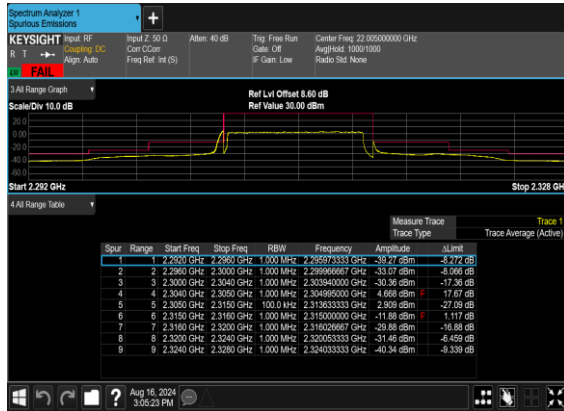 Spectrum Analyzer 1
Spurious Emissions
+
KEYSIGHT Input: RF Input Z: 50 Ω Atten: 40 dB Trig: Free Run Center Freq: 22.005000000 GHz
R T Coupling: DC Corr CCorr Gate: Off Avg|Hold: 1000/1000
Align: Auto Freq Ref: Int (S) IF Gain: Low Radio Std: None
LW FAIL
3 All Range Graph
Ref Lvl Offset 8.60 dB
Scale/Div 10.0 dB Ref Value 30.00 dBm
20.0
0.00
-20.0
-40.0
-60.0
Start 2.292 GHz Stop 2.328 GH
4 All Range Table
Measure Trace Trace 1
Trace Type Trace Average (Active)
Spur Range Start Freq Stop Freq RBW Frequency Amplitude ΔLimit
1 1 2.2920 GHz 2.2960 GHz 1.000 MHz 2.295973333 GHz -39.27 dBm -8.272 dB
2 2 2.2960 GHz 2.3000 GHz 1.000 MHz 2.299966667 GHz -33.07 dBm -8.066 dB
3 3 2.3000 GHz 2.3040 GHz 1.000 MHz 2.303940000 GHz -30.36 dBm -17.36 dB
4 4 2.3040 GHz 2.3050 GHz 1.000 MHz 2.304995000 GHz 4.668 dBm F 17.67 dB
5 5 2.3050 GHz 2.3150 GHz 100.0 kHz 2.313633333 GHz 2.909 dBm -27.09 dB
6 6 2.3150 GHz 2.3160 GHz 1.000 MHz 2.315000000 GHz -11.88 dBm F 1.117 dB
7 7 2.3160 GHz 2.3200 GHz 1.000 MHz 2.316026667 GHz -29.88 dBm -16.88 dB
8 8 2.3200 GHz 2.3240 GHz 1.000 MHz 2.320053333 GHz -31.46 dBm -6.459 dB
9 9 2.3240 GHz 2.3280 GHz 1.000 MHz 2.324033333 GHz -40.34 dBm -9.339 dB
? Aug 16, 2024
3:05:23 PM